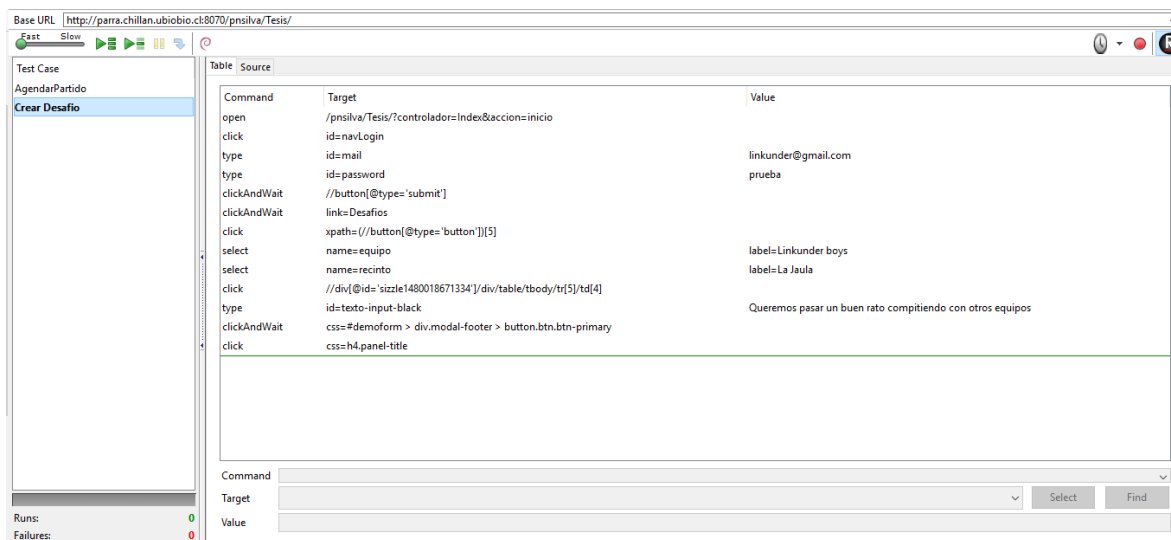 Base URL http://parra.chillan.ubiobio.cl:8070/pnsilva/Tesis/
Fast Slow
Test Case
AgendarPartido
Crear Desafio
Table Source
Command Target Value
open /pnsilva/Tesis/?controlador=Index&accion=inicio
click id=navLogin
type id=mail linkunder@gmail.com
type id=password prueba
clickAndWait //button[@type='submit']
clickAndWait link=Desafios
click xpath=(//button[@type='button'])[5]
select name=equipo label=Linkunder boys
select name=recinto label=La Jaula
click //div[@id='sizzle1480018671334']/div/table/tbody/tr[5]/td[4]
type id=texto-input-black Queremos pasar un buen rato compitiendo con otros equipos
clickAndWait css=#demoform > div.modal-footer > button.btn.btn-primary
click css=h4.panel-title
Command
Target Select Find
Value
Runs: 0
Failures: 0